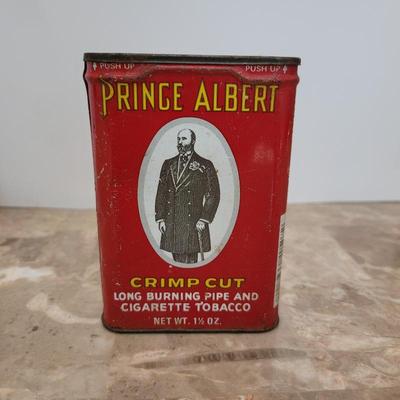 PUSH UP PUSH UP
PRINCE ALBERT
CRIMP CUT
LONG BURNING PIPE AND
CIGARETTE TOBACCO
NET WT. 1½ OZ.